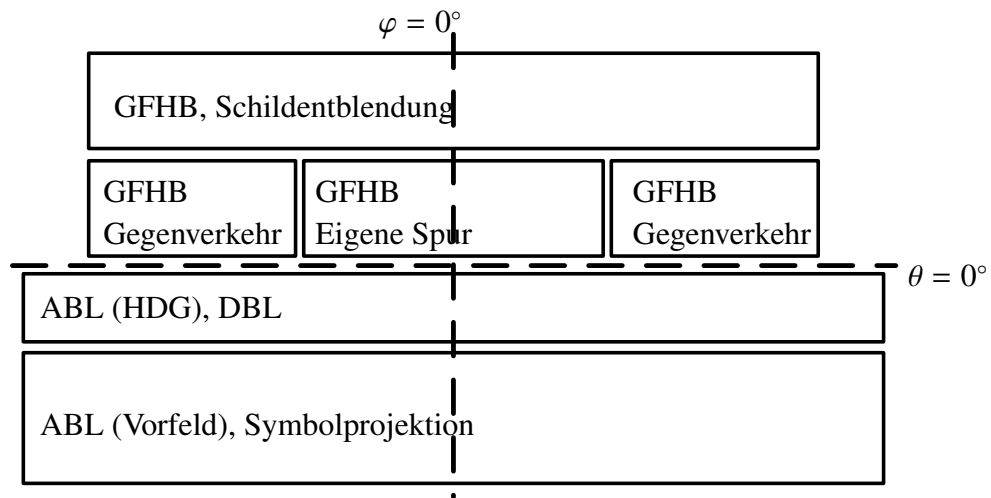 φ = 0°
GFHB, Schildentblendung
GFHB
Gegenverkehr
GFHB
Eigene Spur
GFHB
Gegenverkehr
θ = 0°
ABL (HDG), DBL
ABL (Vorfeld), Symbolprojektion